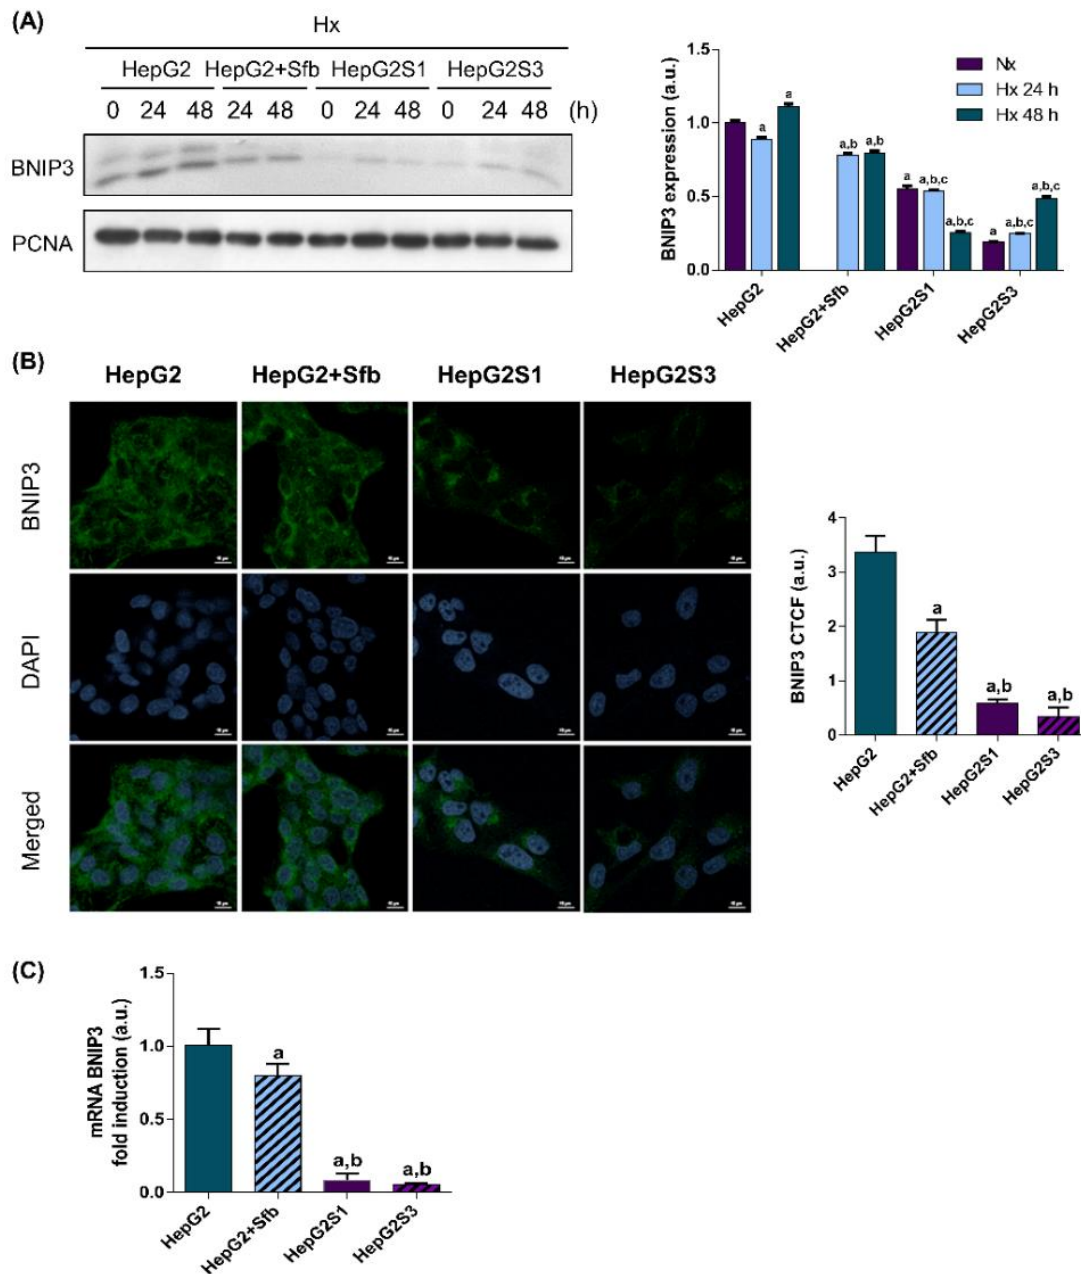 (A)
Hx
HepG2 HepG2+Sfb HepG2S1 HepG2S3
0 24 48 24 48 0 24 48 0 24 48 (h)
BNIP3
PCNA
BNIP3 expression (a.u.)
1.5
1.0
0.5
0.0
Nx
Hx 24 h
Hx 48 h
a
a
a,b a,b
a a,b,c
a,b,c
a a,b,c
a,b,c
HepG2
HepG2+Sfb
HepG2S1
HepG2S3
(B)
HepG2 HepG2+Sfb HepG2S1 HepG2S3
BNIP3
DAPI
Merged
BNIP3 CTCF (a.u.)
4
3
2
1
0
a
a,b
a,b
HepG2
HepG2+Sfb
HepG2S1
HepG2S3
(C)
mRNA BNIP3
fold induction (a.u.)
1.5
1.0
0.5
0.0
a
a,b
a,b
HepG2
HepG2+Sfb
HepG2S1
HepG2S3